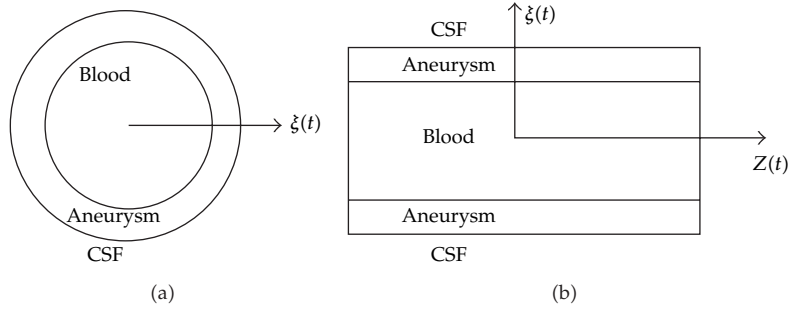 Blood
ξ(t)
Aneurysm
CSF
(a)
CSF
ξ(t)
Aneurysm
Blood
Z(t)
Aneurysm
CSF
(b)